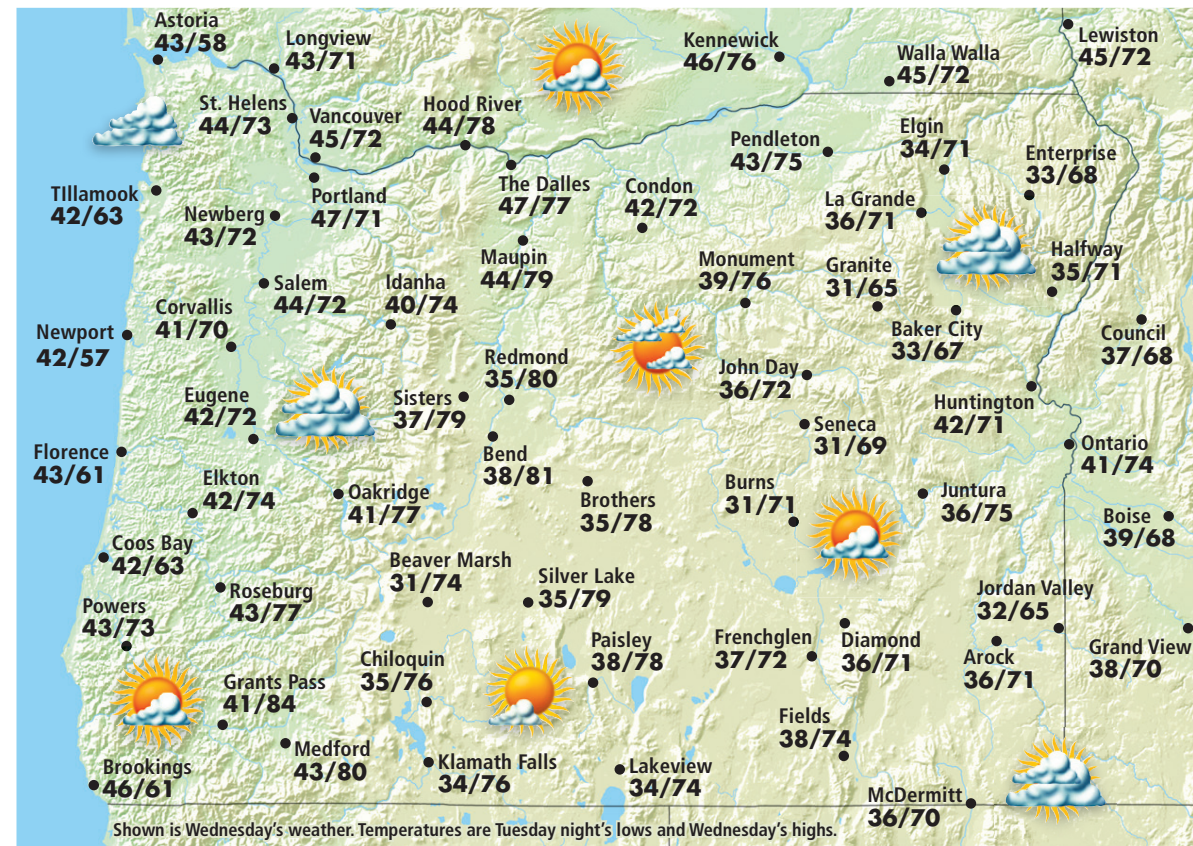 Astoria
43/58
Longview
43/71
Kennewick
46/76
Walla Walla
45/72
Lewiston
45/72
St. Helens
44/73
Vancouver
45/72
Hood River
44/78
Pendleton
43/75
Elgin
34/71
Enterprise
33/68
TIllamook
42/63
Newberg
43/72
Portland
47/71
The Dalles
47/77
Condon
42/72
La Grande
36/71
Maupin
44/79
Monument
39/76
Granite
31/65
Halfway
35/71
Salem
44/72
Idanha
40/74
Corvallis
41/70
Newport
42/57
Baker City
33/67
Council
37/68
Redmond
35/80
John Day
36/72
Eugene
42/72
Sisters
37/79
Huntington
42/71
Seneca
31/69
Florence
43/61
Bend
38/81
Ontario
41/74
Elkton
42/74
Oakridge
41/77
Brothers
35/78
Burns
31/71
Juntura
36/75
Boise
39/68
Coos Bay
42/63
Beaver Marsh
31/74
Silver Lake
35/79
Roseburg
43/77
Jordan Valley
32/65
Powers
43/73
Paisley
38/78
Frenchglen
37/72
Diamond
36/71
Arock
36/71
Grand View
38/70
Chiloquin
35/76
Grants Pass
41/84
Fields
38/74
Medford
43/80
Brookings
46/61
Klamath Falls
34/76
Lakeview
34/74
McDermitt
36/70
Shown is Wednesday's weather. Temperatures are Tuesday night's lows and Wednesday's highs.